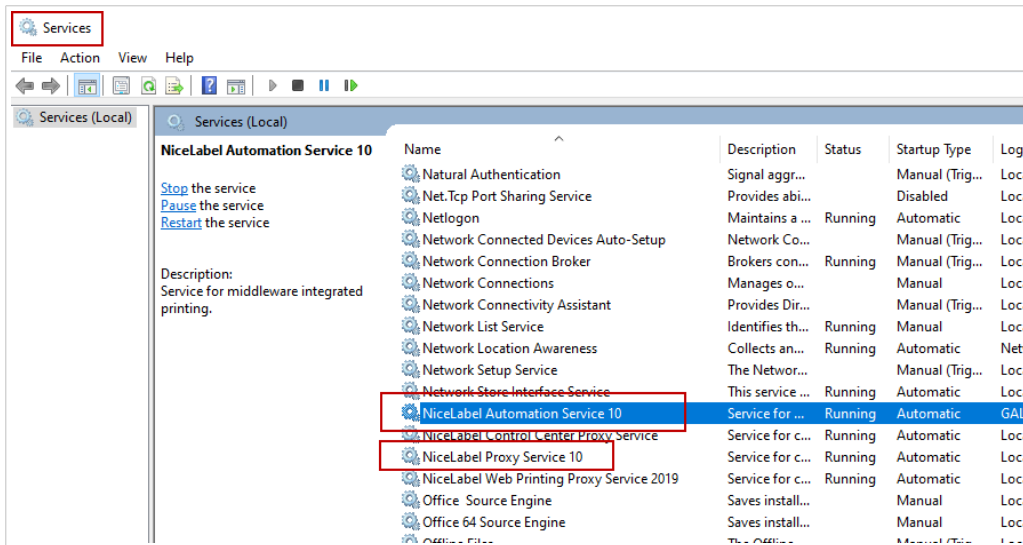 Services
File Action View Help
Services (Local)
Services (Local)
NiceLabel Automation Service 10
Stop the service
Pause the service
Restart the service
Description:
Service for middleware integrated
printing.
Name Description Status Startup Type Log
Natural Authentication Signal aggr... Manual (Trig... Loc
Net.Tcp Port Sharing Service Provides abi... Disabled Loc
Netlogon Maintains a ... Running Automatic Loc
Network Connected Devices Auto-Setup Network Co... Manual (Trig... Loc
Network Connection Broker Brokers con... Running Manual (Trig... Loc
Network Connections Manages o... Manual Loc
Network Connectivity Assistant Provides Dir... Manual (Trig... Loc
Network List Service Identifies th... Running Manual Loc
Network Location Awareness Collects an... Running Automatic Net
Network Setup Service The Networ... Manual (Trig... Loc
Network Store Interface Service This service ... Running Automatic Loc
NiceLabel Automation Service 10 Service for ... Running Automatic GAL
NiceLabel Control Center Proxy Service Service for c... Running Automatic Loc
NiceLabel Proxy Service 10 Service for c... Running Automatic Loc
NiceLabel Web Printing Proxy Service 2019 Service for c... Running Automatic Loc
Office Source Engine Saves install... Manual Loc
Office 64 Source Engine Saves install... Manual Loc
Offline Files The Offline Manual (Trig... Loc